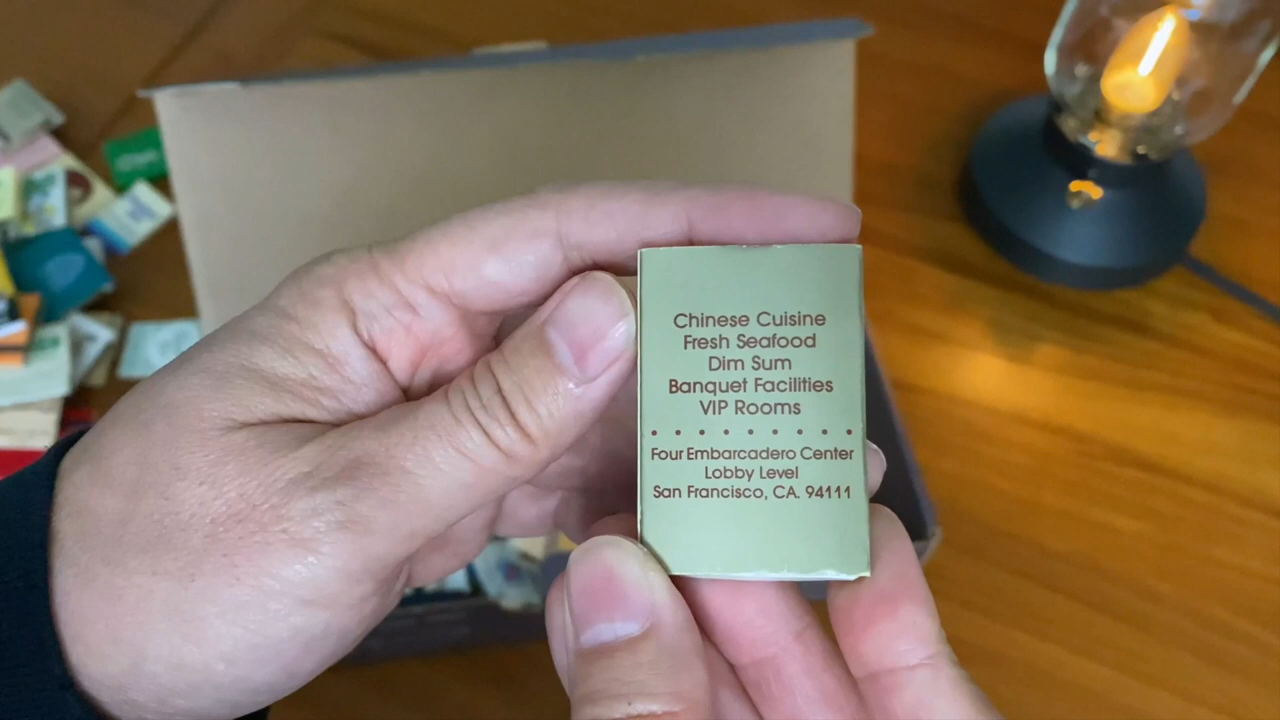 Chinese Cuisine
Fresh Seafood
Dim Sum
Banquet Facilities
VIP Rooms
Four Embarcadero Center
Lobby Level
San Francisco, CA. 94111